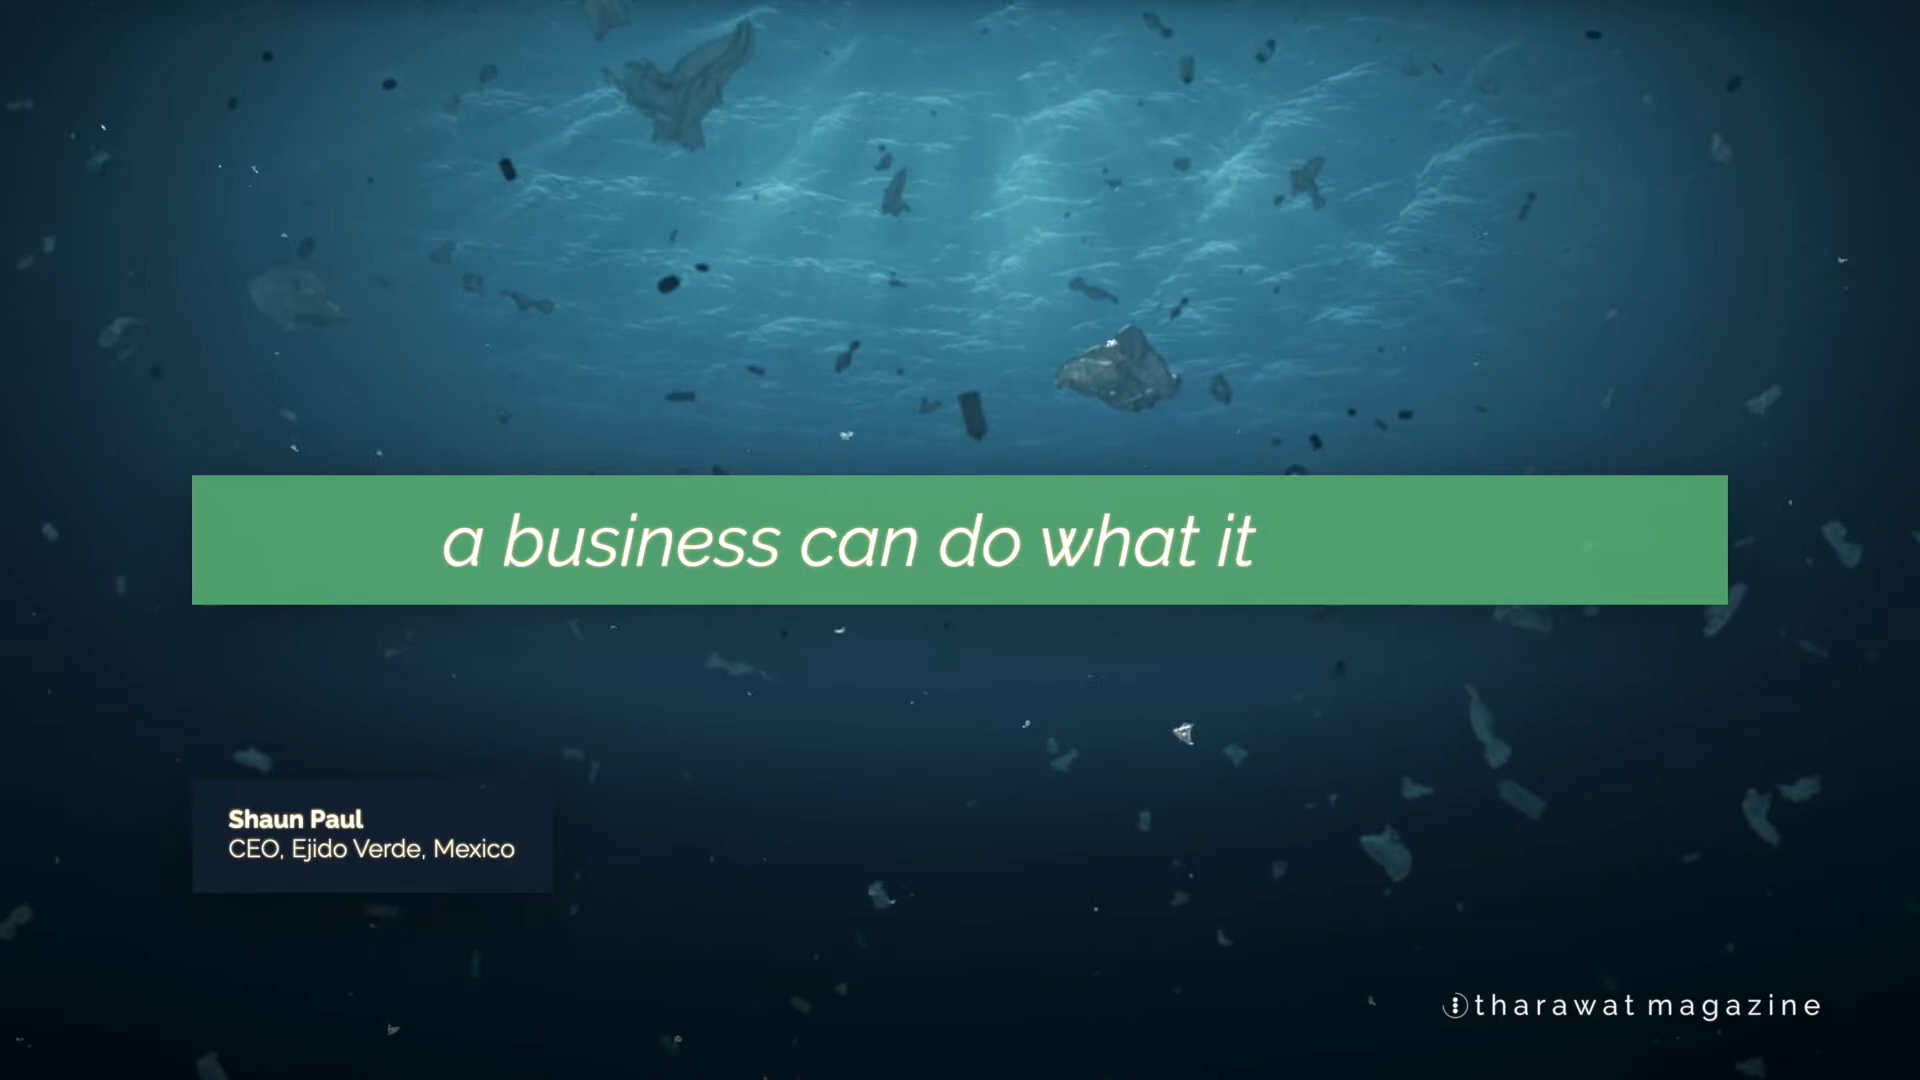 a business can do what it
Shaun Paul
CEO, Ejido Verde, Mexico
tharawat magazine